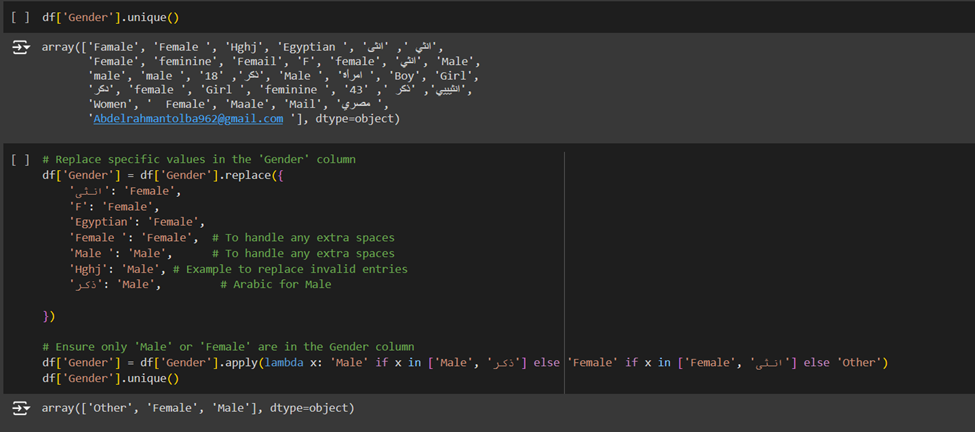 [ ] df['Gender'].unique()
array(['Famale', 'Female ', 'Hghj', 'Egyptian ', 'انثى', 'انثي ',
'Female', 'feminine', 'Femail', 'F', 'female', 'انثي', 'Male',
'male', 'male ', '18', 'ذكر', 'Male ', 'امرأة ', 'Boy', 'Girl',
'دكر', 'female ', 'Girl ', 'feminine ', '43', 'ذكر ', 'انثيييي',
'Women', ' Female', 'Maale', 'Mail', 'مصري ',
'Abdelrahmantolba962@gmail.com '], dtype=object)
[ ] # Replace specific values in the 'Gender' column
df['Gender'] = df['Gender'].replace({
'انثى': 'Female',
'F': 'Female',
'Egyptian': 'Female',
'Female ': 'Female', # To handle any extra spaces
'Male ': 'Male', # To handle any extra spaces
'Hghj': 'Male', # Example to replace invalid entries
'ذكر': 'Male', # Arabic for Male
})
# Ensure only 'Male' or 'Female' are in the Gender column
df['Gender'] = df['Gender'].apply(lambda x: 'Male' if x in ['Male', 'ذكر'] else 'Female' if x in ['Female', 'انثى'] else 'Other')
df['Gender'].unique()
array(['Other', 'Female', 'Male'], dtype=object)